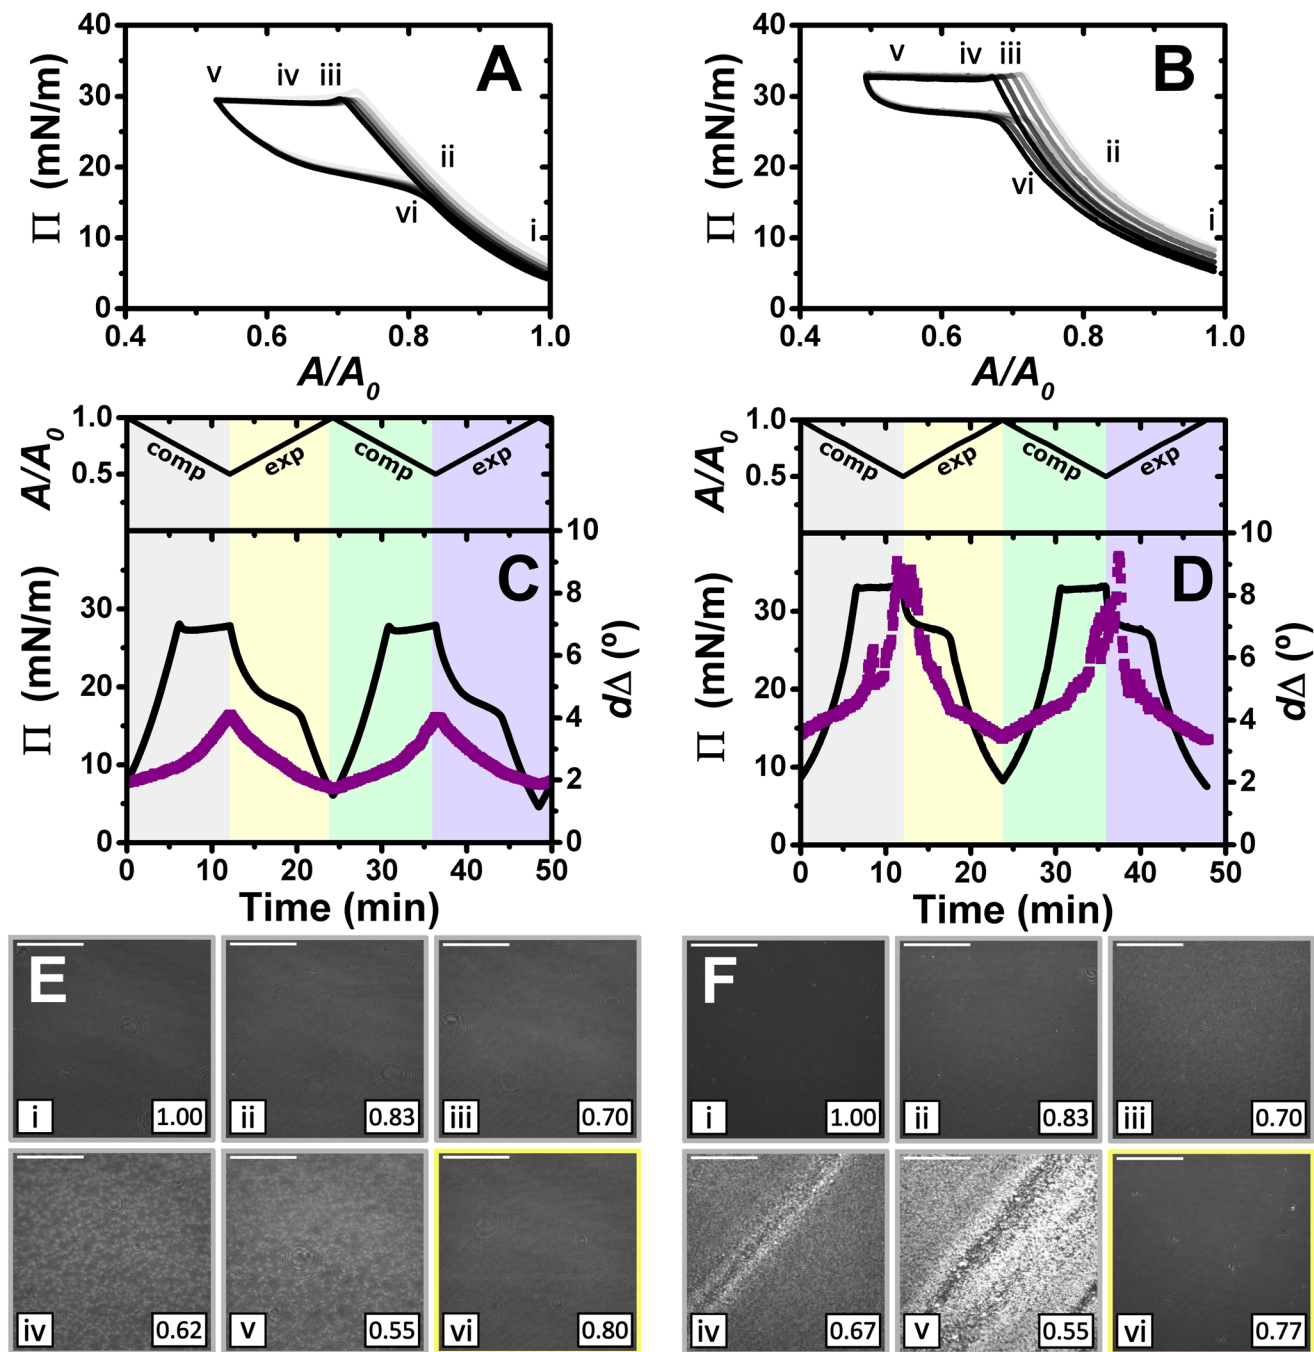 A
B
Π (mN/m)
40
30
20
10
0
v
iv
iii
ii
vi
i
0.4
0.6
0.8
1.0
A/A0
Π (mN/m)
40
30
20
10
0
v
iv
iii
ii
vi
i
0.4
0.6
0.8
1.0
A/A0
A/A0
1.0
0.5
comp
exp
comp
exp
C
Π (mN/m)
30
20
10
0
10
8
6
4
2
0
dΔ (º)
0
10
20
30
40
50
Time (min)
A/A0
1.0
0.5
comp
exp
comp
exp
D
Π (mN/m)
30
20
10
0
10
8
6
4
2
0
dΔ (º)
0
10
20
30
40
50
Time (min)
E
i 1.00
ii 0.83
iii 0.70
iv 0.62
v 0.55
vi 0.80
F
i 1.00
ii 0.83
iii 0.70
iv 0.67
v 0.55
vi 0.77